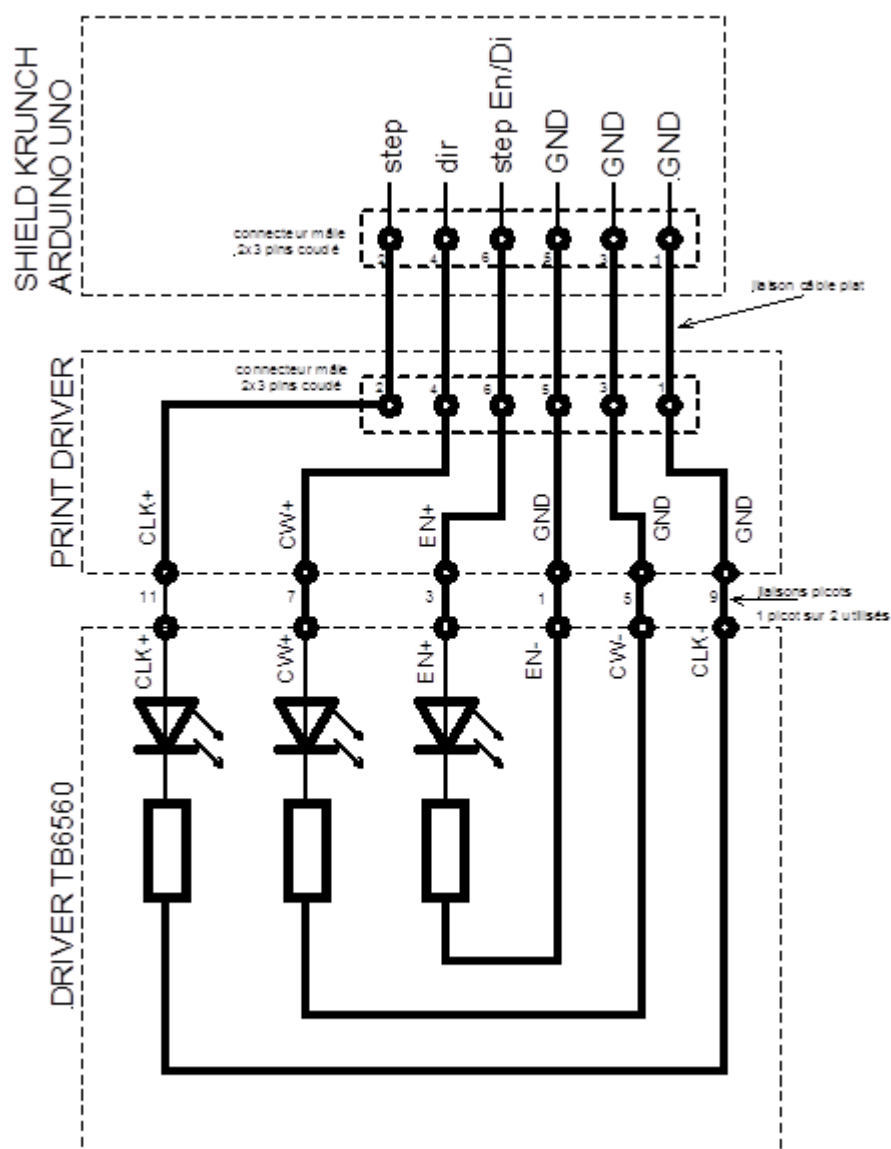 SHIELD KRUNCH
ARDUINO UNO
step
dir
step En/Di
GND
GND
.GND
connecteur mâle
2x3 pins coudé
2
4
6
5
3
1
liaison câble plat
PRINT DRIVER
connecteur mâle
2x3 pins coudé
2
4
6
5
3
1
CLK+
CW+
EN+
GND
GND
GND
11
7
3
1
5
9
liaisons picots
1 picot sur 2 utilisés
.DRIVER TB6560
CLK+
CW+
EN+
EN-
CW-
CLK+